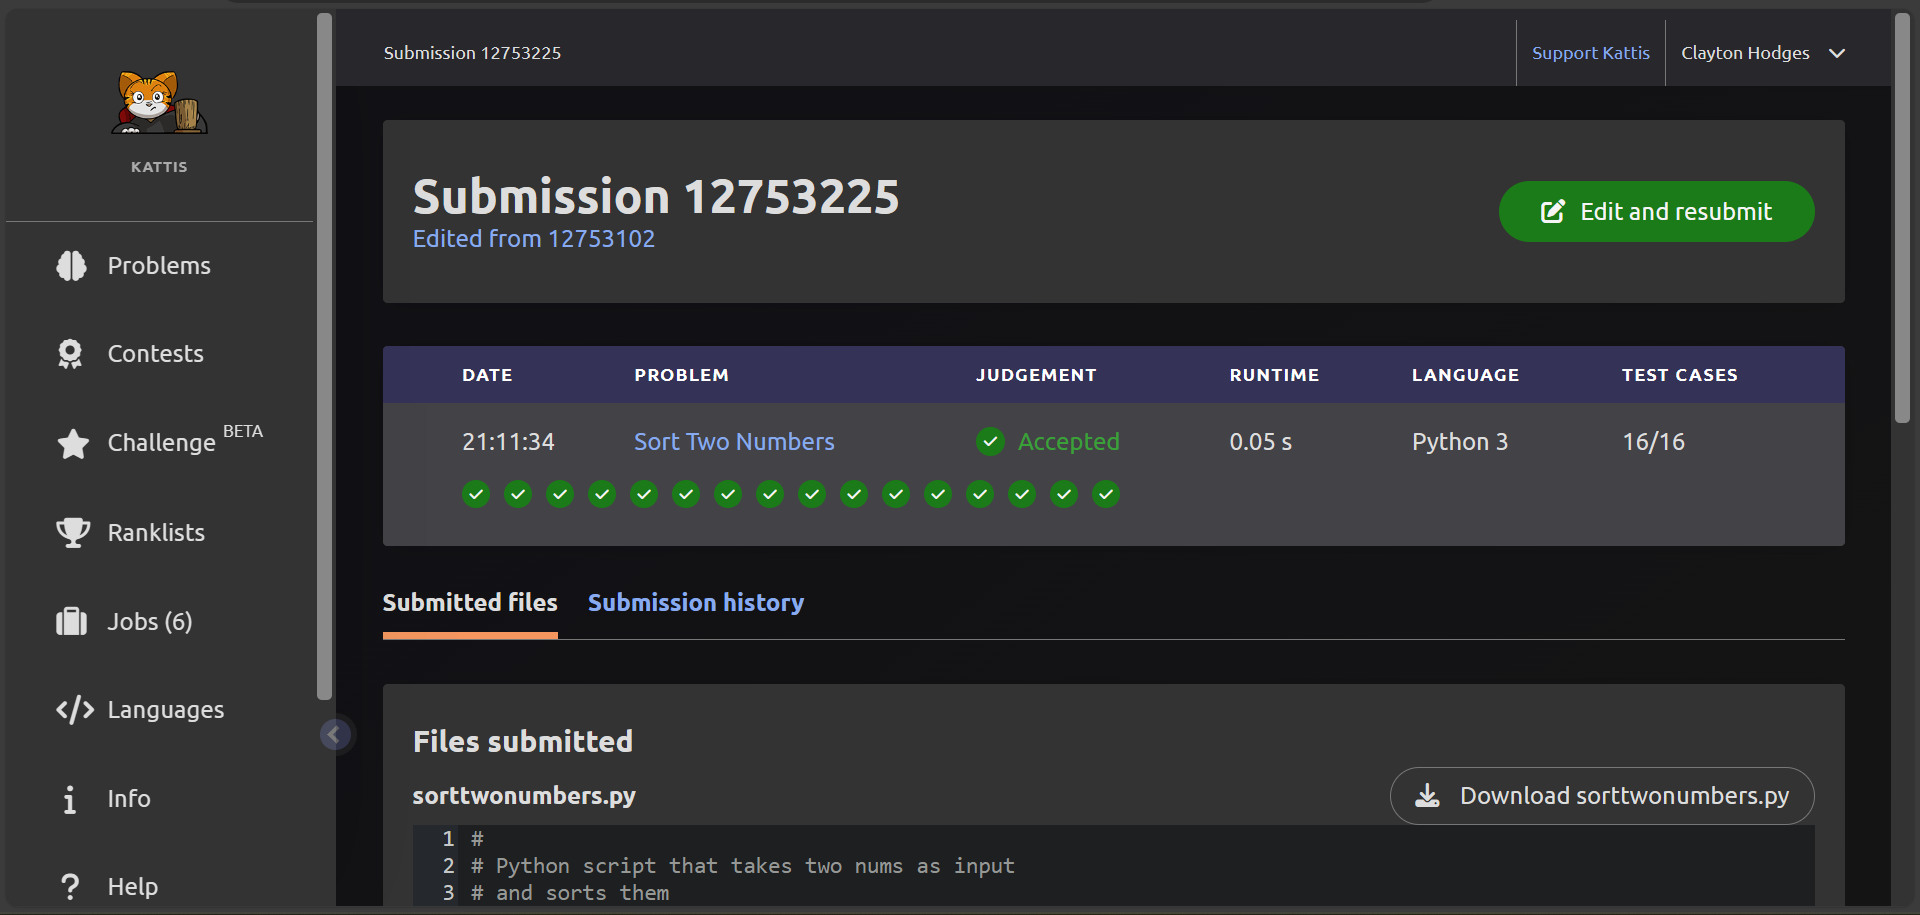 Submission 12753225
Support Kattis
Clayton Hodges
KATTIS
Problems
Contests
Challenge BETA
Ranklists
Jobs (6)
Languages
Info
Help
Submission 12753225
Edited from 12753102
Edit and resubmit
DATE PROBLEM JUDGEMENT RUNTIME LANGUAGE TEST CASES
21:11:34 Sort Two Numbers Accepted 0.05 s Python 3 16/16
Submitted files Submission history
Files submitted
sorttwonumbers.py
Download sorttwonumbers.py
1 #
2 # Python script that takes two nums as input
3 # and sorts them